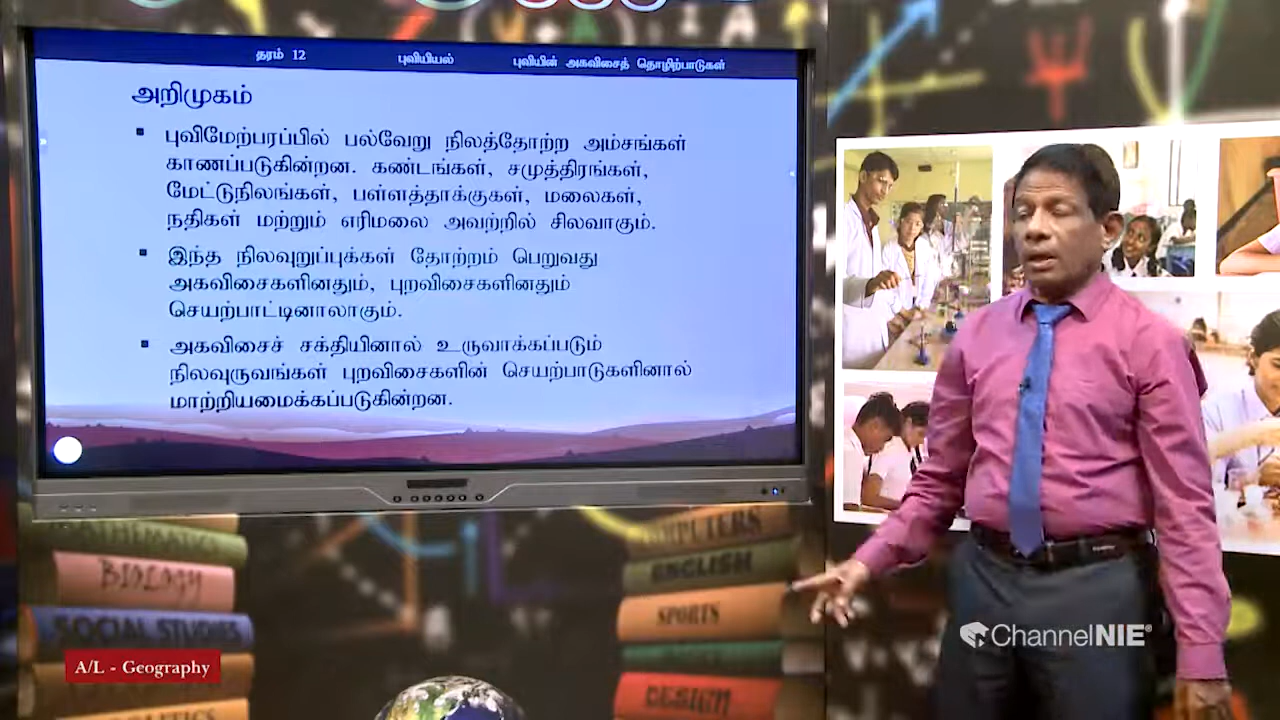 தரம் 12 புவியியல் புவியின் அகவிசைத் தொழிற்பாடுகள்
அறிமுகம்
▪ புவிமேற்பரப்பில் பல்வேறு நிலத்தோற்ற அம்சங்கள்
காணப்படுகின்றன. கண்டங்கள், சமுத்திரங்கள்,
மேட்டுநிலங்கள், பள்ளத்தாக்குகள், மலைகள்,
நதிகள் மற்றும் எரிமலை அவற்றில் சிலவாகும்.
▪ இந்த நிலவுறுப்புக்கள் தோற்றம் பெறுவது
அகவிசைகளினதும், புறவிசைகளினதும்
செயற்பாட்டினாலாகும்.
▪ அகவிசைச் சக்தியினால் உருவாக்கப்படும்
நிலவுருவங்கள் புறவிசைகளின் செயற்பாடுகளினால்
மாற்றியமைக்கப்படுகின்றன.
MATHEMATICS
BIOLOGY
SOCIAL STUDIES
POLITICS
COMPUTERS
ENGLISH
SPORTS
DESIGN
A/L - Geography
ChannelNIE®